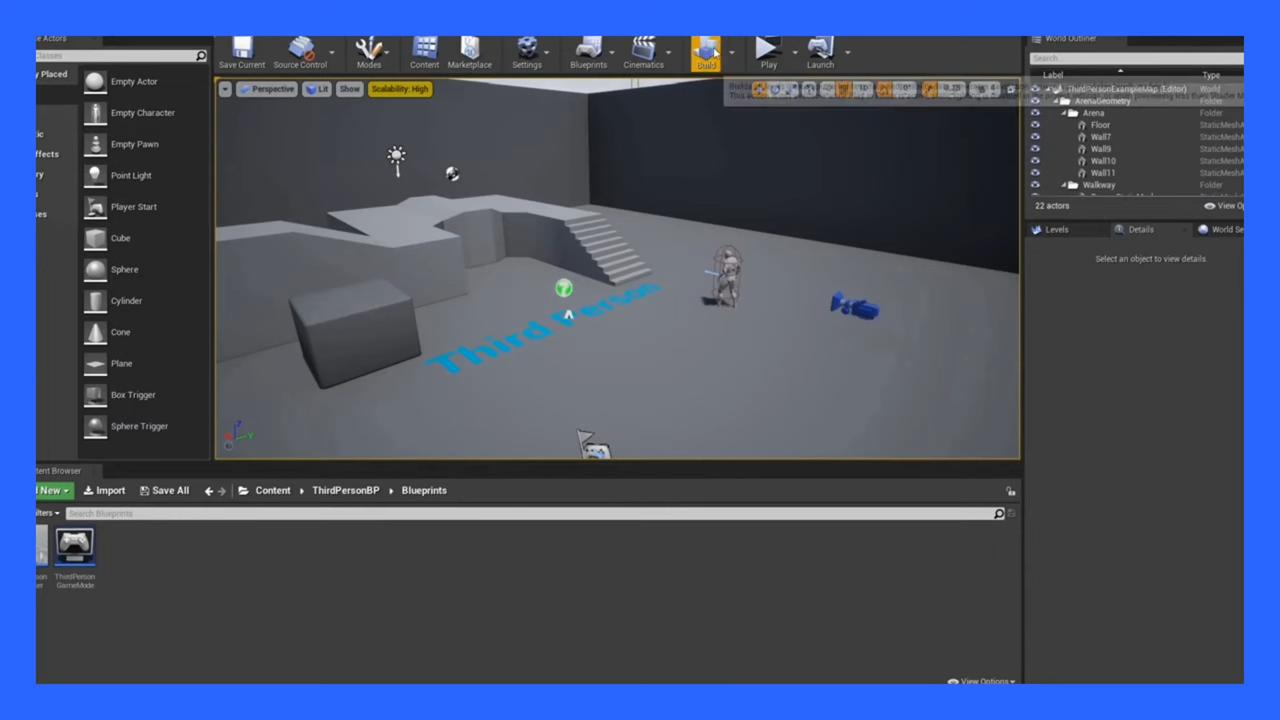 Actors
Classes
y Placed
Empty Actor
Empty Character
Empty Pawn
Point Light
Player Start
Cube
Sphere
Cylinder
Cone
Plane
Box Trigger
Sphere Trigger
ffects
Save Current
Source Control
Modes
Content
Marketplace
Settings
Blueprints
Cinematics
Build
Play
Launch
Perspective
Lit
Show
Scalability: High
Third Person
World Outliner
Search
Label Type
ThirdPersonExampleMap (Editor) World
ArenaGeometry Folder
Arena Folder
Floor StaticMeshA
Wall7 StaticMeshA
Wall9 StaticMeshA
Wall10 StaticMeshA
Wall11 StaticMeshA
Walkway Folder
22 actors View Op
Levels
Details
World Se
Select an object to view details.
tent Browser
New
Import
Save All
Content
ThirdPersonBP
Blueprints
lters
Search Blueprints
ThirdPerson
GameMode
View Options